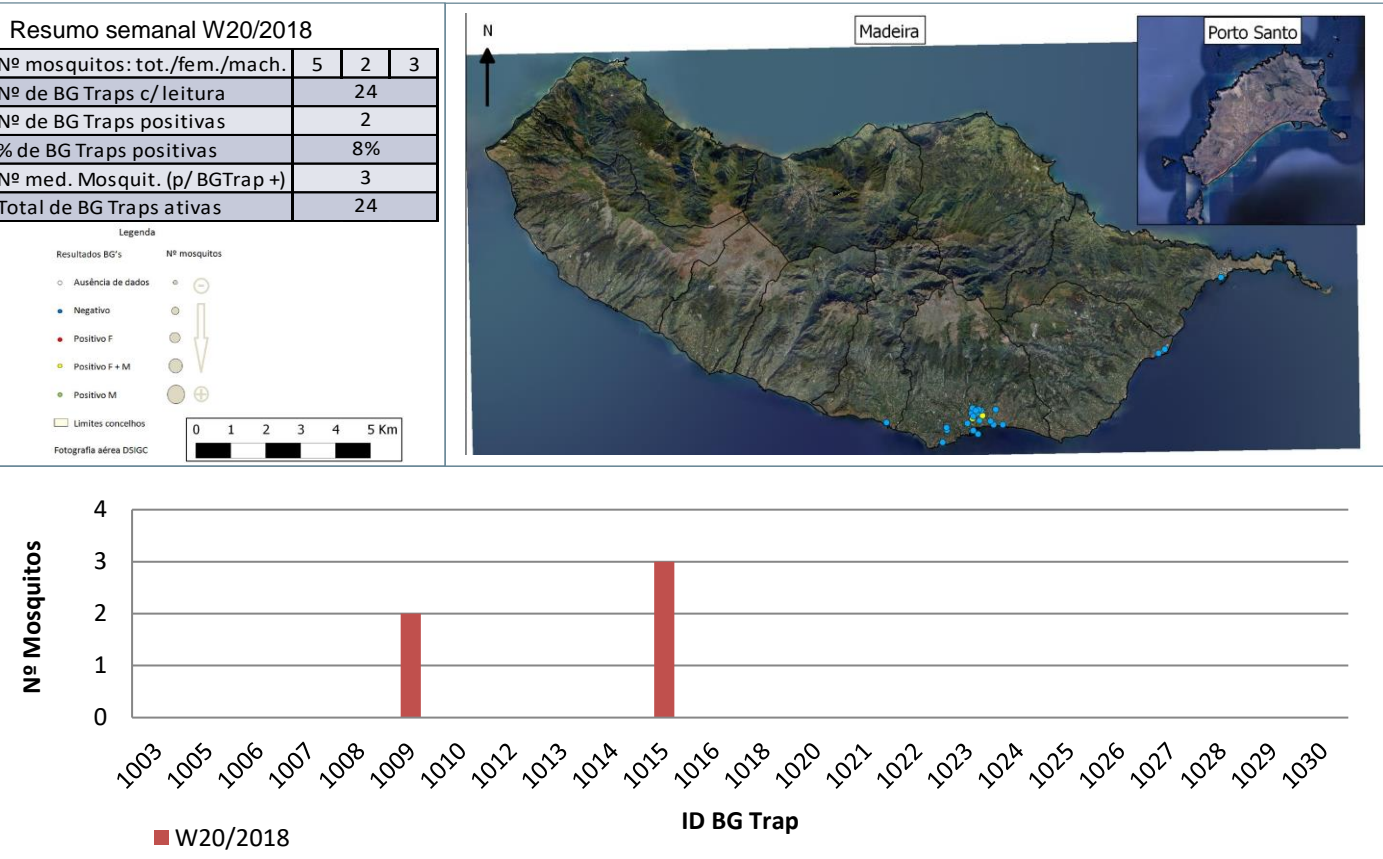 Resumo semanal W20/2018
Nº mosquitos: tot./fem./mach. 5 2 3
Nº de BG Traps c/ leitura 24
Nº de BG Traps positivas 2
% de BG Traps positivas 8%
Nº med. Mosquit. (p/ BGTrap +) 3
Total de BG Traps ativas 24
Legenda
Resultados BG's Nº mosquitos
Ausência de dados
Negativo
Positivo F
Positivo F + M
Positivo M
Limites concelhos
Fotografia aérea DSIGC
0 1 2 3 4 5 Km
N
Madeira
Porto Santo
Nº Mosquitos
4
3
2
1
0
1003 1005 1006 1007 1008 1009 1010 1012 1013 1014 1015 1016 1018 1020 1021 1022 1023 1024 1025 1026 1027 1028 1029 1030
ID BG Trap
W20/2018